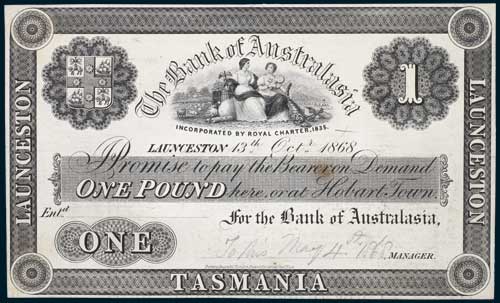 The Bank of Australasia
1
INCORPORATED BY ROYAL CHARTER, 1835.
LAUNCESTON 13th Octr 1868
I Promise to pay the Bearer on Demand
ONE POUND here, or at Hobart Town.
Entd
For the Bank of Australasia,
ONE
May 4th
MANAGER.
LAUNCESTON
LAUNCESTON
TASMANIA